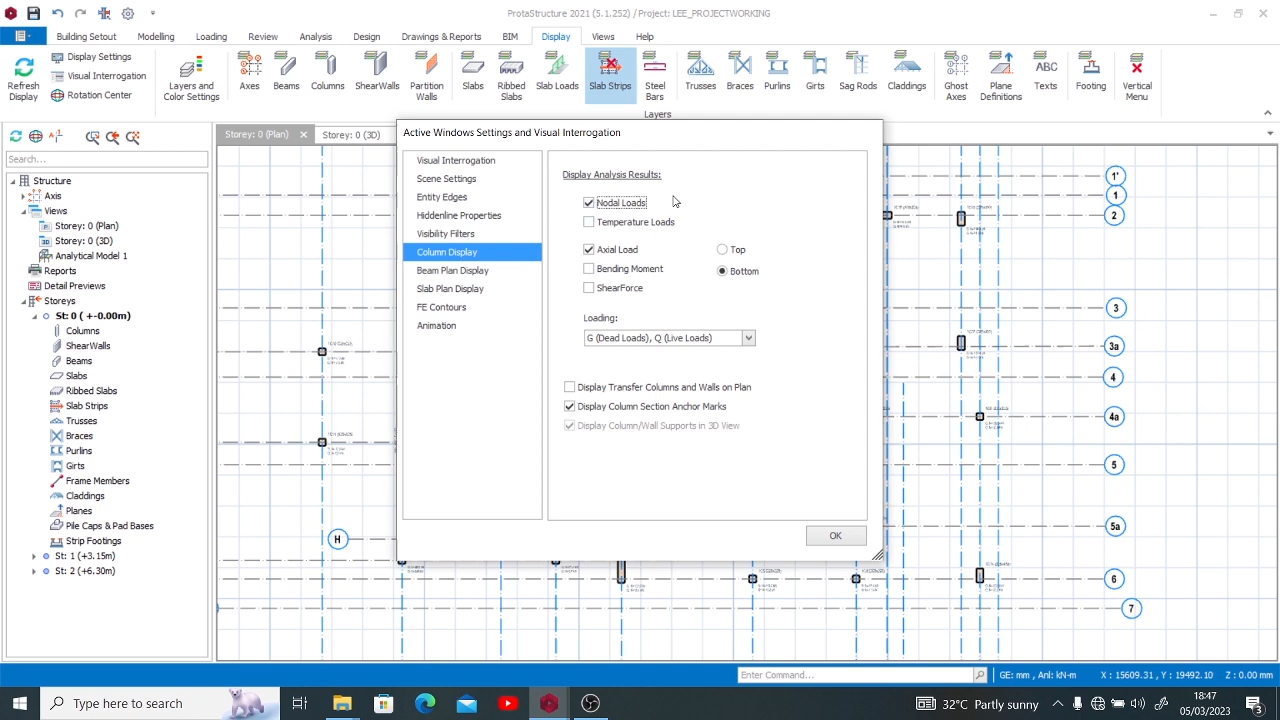 ProtaStructure 2021 (5.1.252) / Project: LEE_PROJECTWORKING
Building Setout
Modelling
Loading
Review
Analysis
Design
Drawings & Reports
BIM
Display
Views
Help
Refresh
Display
Display Settings
Visual Interrogation
Rotation Center
Layers and
Color Settings
Axes
Beams
Columns
ShearWalls
Partition
Walls
Slabs
Ribbed
Slabs
Slab Loads
Slab Strips
Steel
Bars
Trusses
Braces
Purlins
Girts
Sag Rods
Claddings
Ghost
Axes
Plane
Definitions
ABC
Texts
Footing
Vertical
Menu
Layers
Storey: 0 (Plan)
Storey: 0 (3D)
Search...
Structure
Axis
Views
Storey: 0 (Plan)
Storey: 0 (3D)
Analytical Model 1
Reports
Detail Previews
Storeys
St: 0 ( +-0.00m)
Columns
ShearWalls
Beams
Slabs
Ribbed Slabs
Slab Strips
Trusses
Braces
Purlins
Girts
Frame Members
Claddings
Planes
Pile Caps & Pad Bases
Strip Footings
St: 1 (+3.15m)
St: 2 (+6.30m)
Active Windows Settings and Visual Interrogation
Visual Interrogation
Scene Settings
Entity Edges
Hiddenline Properties
Visibility Filters
Column Display
Beam Plan Display
Slab Plan Display
FE Contours
Animation
Display Analysis Results:
Nodal Loads
Temperature Loads
Axial Load
Top
Bending Moment
Bottom
ShearForce
Loading:
G (Dead Loads), Q (Live Loads)
Display Transfer Columns and Walls on Plan
Display Column Section Anchor Marks
Display Column/Wall Supports in 3D View
OK
1'
1
2
3
3a
4
4a
5
5a
6
7
H
Enter Command...
GE: mm , Anl: kN-m
X : 15609.31 , Y : 19492.10
Z : 0.00 mm
Type here to search
32°C Partly sunny
18:47
05/03/2023